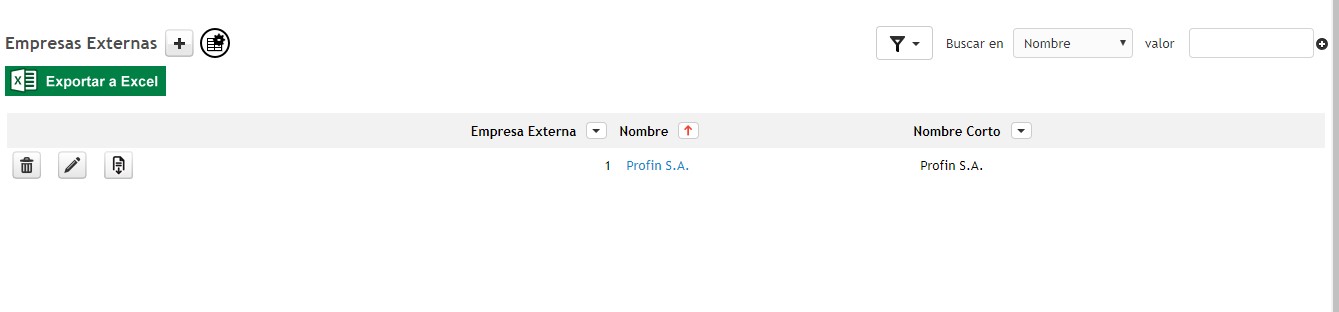 Empresas Externas
Buscar en Nombre valor
Exportar a Excel
Empresa Externa Nombre Nombre Corto
1 Profin S.A. Profin S.A.